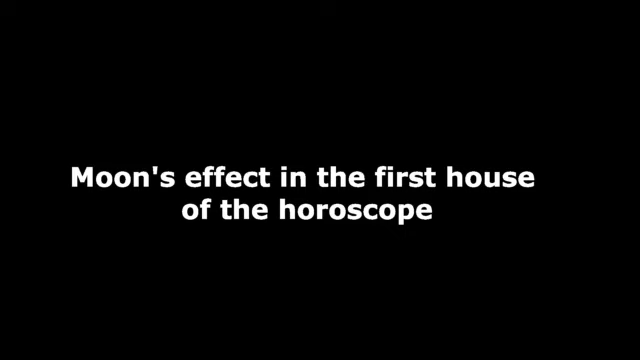 Moon's effect in the first house
of the horoscope